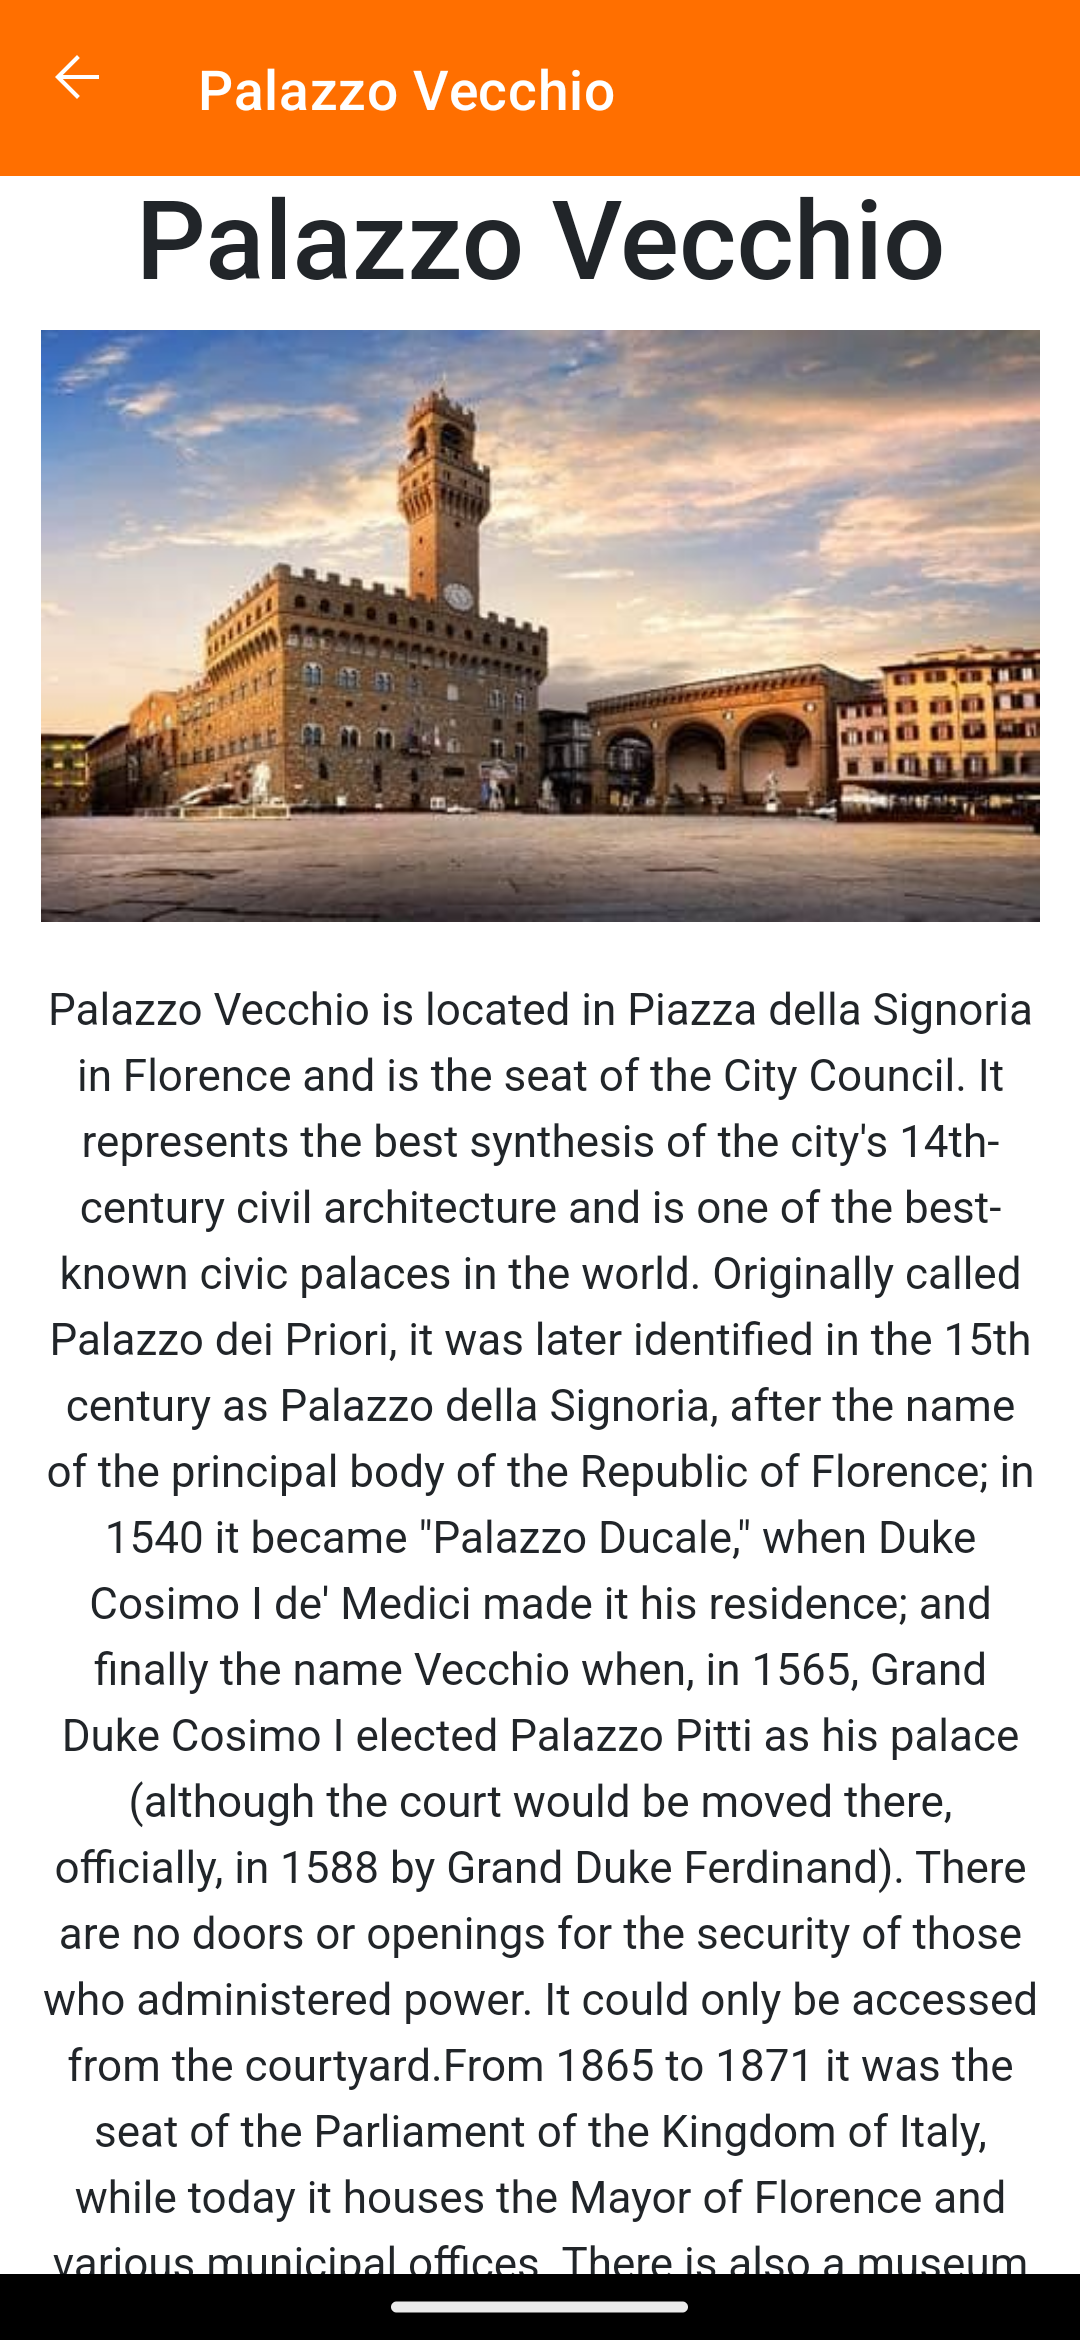 Palazzo Vecchio
Palazzo Vecchio
Palazzo Vecchio is located in Piazza della Signoria
in Florence and is the seat of the City Council. It
represents the best synthesis of the city's 14th-
century civil architecture and is one of the best-
known civic palaces in the world. Originally called
Palazzo dei Priori, it was later identified in the 15th
century as Palazzo della Signoria, after the name
of the principal body of the Republic of Florence; in
1540 it became "Palazzo Ducale," when Duke
Cosimo I de' Medici made it his residence; and
finally the name Vecchio when, in 1565, Grand
Duke Cosimo I elected Palazzo Pitti as his palace
(although the court would be moved there,
officially, in 1588 by Grand Duke Ferdinand). There
are no doors or openings for the security of those
who administered power. It could only be accessed
from the courtyard.From 1865 to 1871 it was the
seat of the Parliament of the Kingdom of Italy,
while today it houses the Mayor of Florence and
various municipal offices. There is also a museum